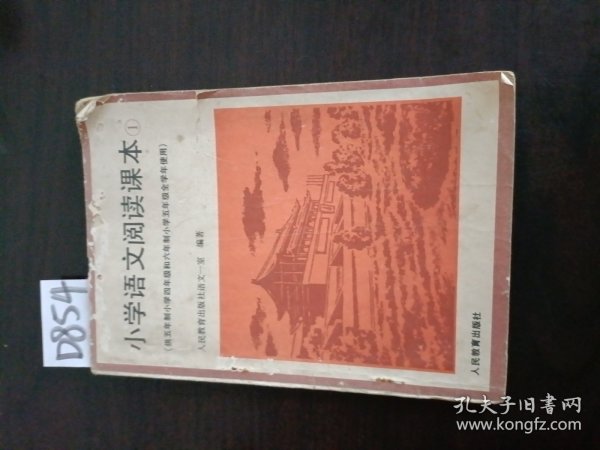 小学语文阅读课本①
(供五年制小学四年级和六年制小学五年级全学年使用)
人民教育出版社语文一室 编著
人民教育出版社
D854
孔夫子旧书网
www.kongfz.com